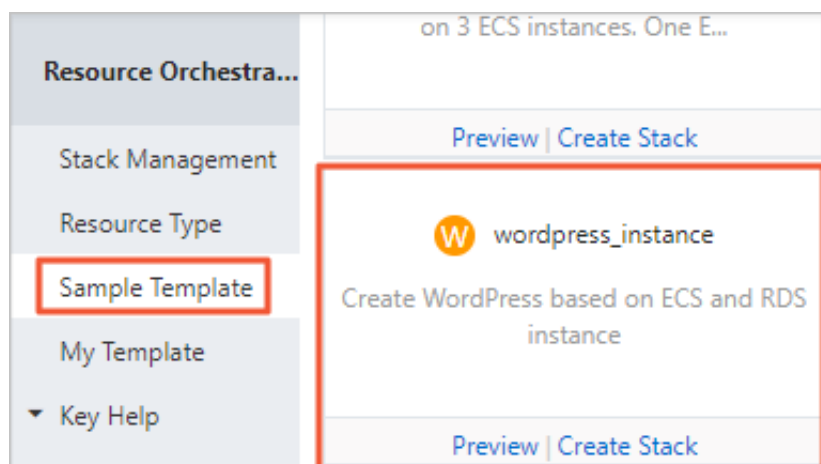 on 3 ECS instances. One E...
Resource Orchestra...
Preview | Create Stack
Stack Management
Resource Type
W wordpress_instance
Sample Template
Create WordPress based on ECS and RDS
instance
My Template
Key Help
Preview | Create Stack